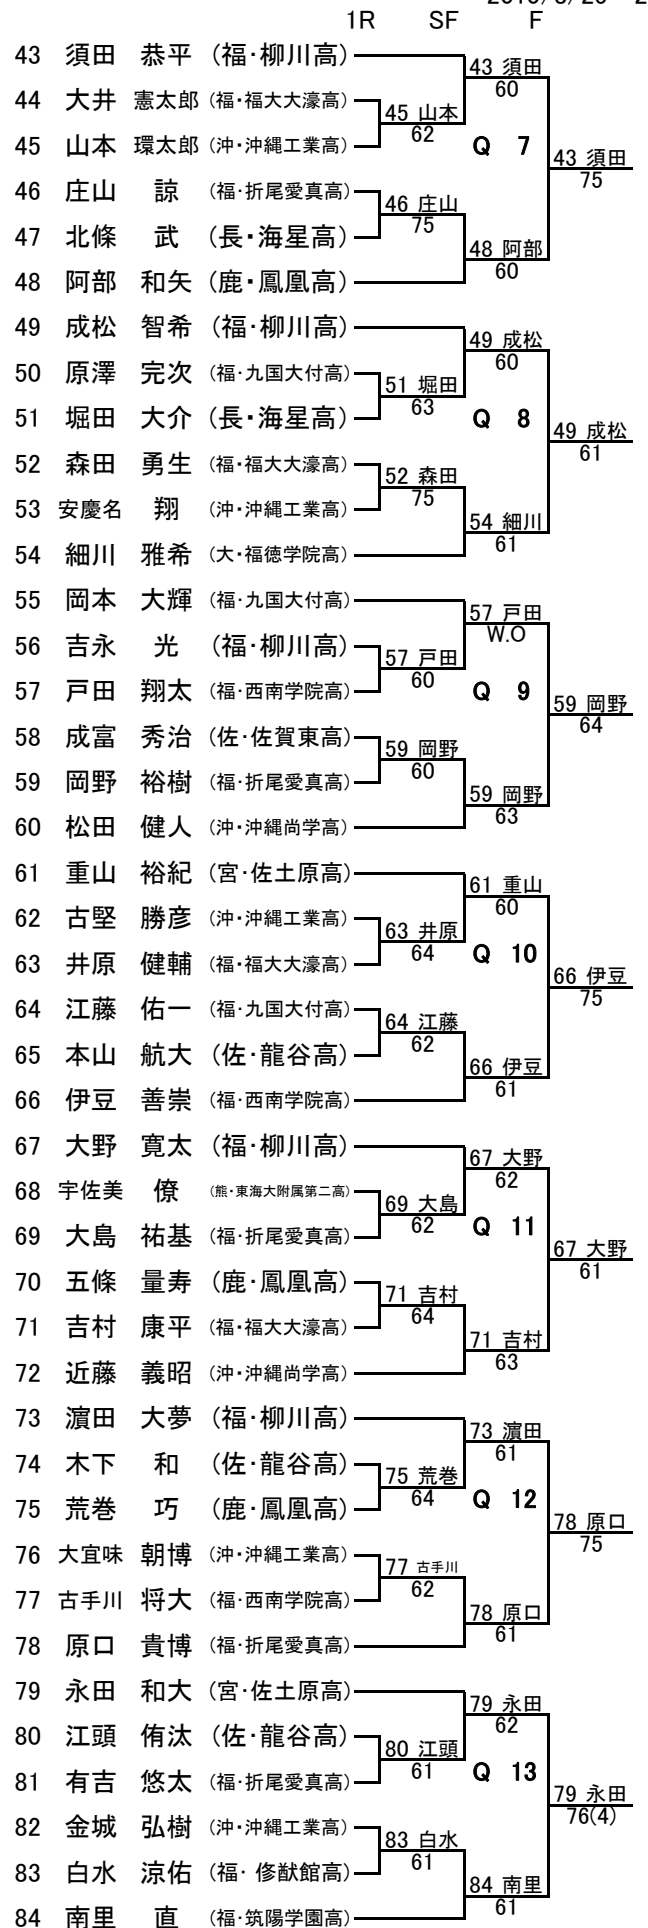 1R SF F
43 須田 恭平 (福・柳川高)
43 須田
44 大井 憲太郎 (福・福大大濠高)
60
45 山本
45 山本 環太郎 (沖・沖縄工業高)
62
Q 7
43 須田
75
46 庄山 諒 (福・折尾愛真高)
46 庄山
47 北條 武 (長・海星高)
75
48 阿部
48 阿部 和矢 (鹿・鳳凰高)
60
49 成松 智希 (福・柳川高)
49 成松
50 原澤 完次 (福・九国大付高)
60
51 堀田
51 堀田 大介 (長・海星高)
63
Q 8
49 成松
61
52 森田 勇生 (福・福大大濠高)
52 森田
53 安慶名 翔 (沖・沖縄工業高)
75
54 細川
54 細川 雅希 (大・福徳学院高)
61
55 岡本 大輝 (福・九国大付高)
57 戸田
56 吉永 光 (福・柳川高)
W.O
57 戸田
57 戸田 翔太 (福・西南学院高)
60
Q 9
59 岡野
64
58 成富 秀治 (佐・佐賀東高)
59 岡野
59 岡野 裕樹 (福・折尾愛真高)
60
59 岡野
60 松田 健人 (沖・沖縄尚学高)
63
61 重山 裕紀 (宮・佐土原高)
61 重山
62 古堅 勝彦 (沖・沖縄工業高)
60
63 井原
63 井原 健輔 (福・福大大濠高)
64
Q 10
66 伊豆
75
64 江藤 佑一 (福・九国大付高)
64 江藤
65 本山 航大 (佐・龍谷高)
62
66 伊豆
66 伊豆 善崇 (福・西南学院高)
61
67 大野 寛太 (福・柳川高)
67 大野
68 宇佐美 僚 (熊・東海大附属第二高)
62
69 大島
69 大島 祐基 (福・折尾愛真高)
62
Q 11
67 大野
61
70 五條 量寿 (鹿・鳳凰高)
71 吉村
71 吉村 康平 (福・福大大濠高)
64
71 吉村
72 近藤 義昭 (沖・沖縄尚学高)
63
73 濵田 大夢 (福・柳川高)
73 濵田
74 木下 和 (佐・龍谷高)
61
75 荒巻
75 荒巻 巧 (鹿・鳳凰高)
64
Q 12
78 原口
75
76 大宜味 朝博 (沖・沖縄工業高)
77 古手川
77 古手川 将大 (福・西南学院高)
62
78 原口
78 原口 貴博 (福・折尾愛真高)
61
79 永田 和大 (宮・佐土原高)
79 永田
80 江頭 侑汰 (佐・龍谷高)
62
80 江頭
81 有吉 悠太 (福・折尾愛真高)
61
Q 13
79 永田
76(4)
82 金城 弘樹 (沖・沖縄工業高)
83 白水
83 白水 涼佑 (福・修猷館高)
61
84 南里
84 南里 直 (福・筑陽学園高)
61